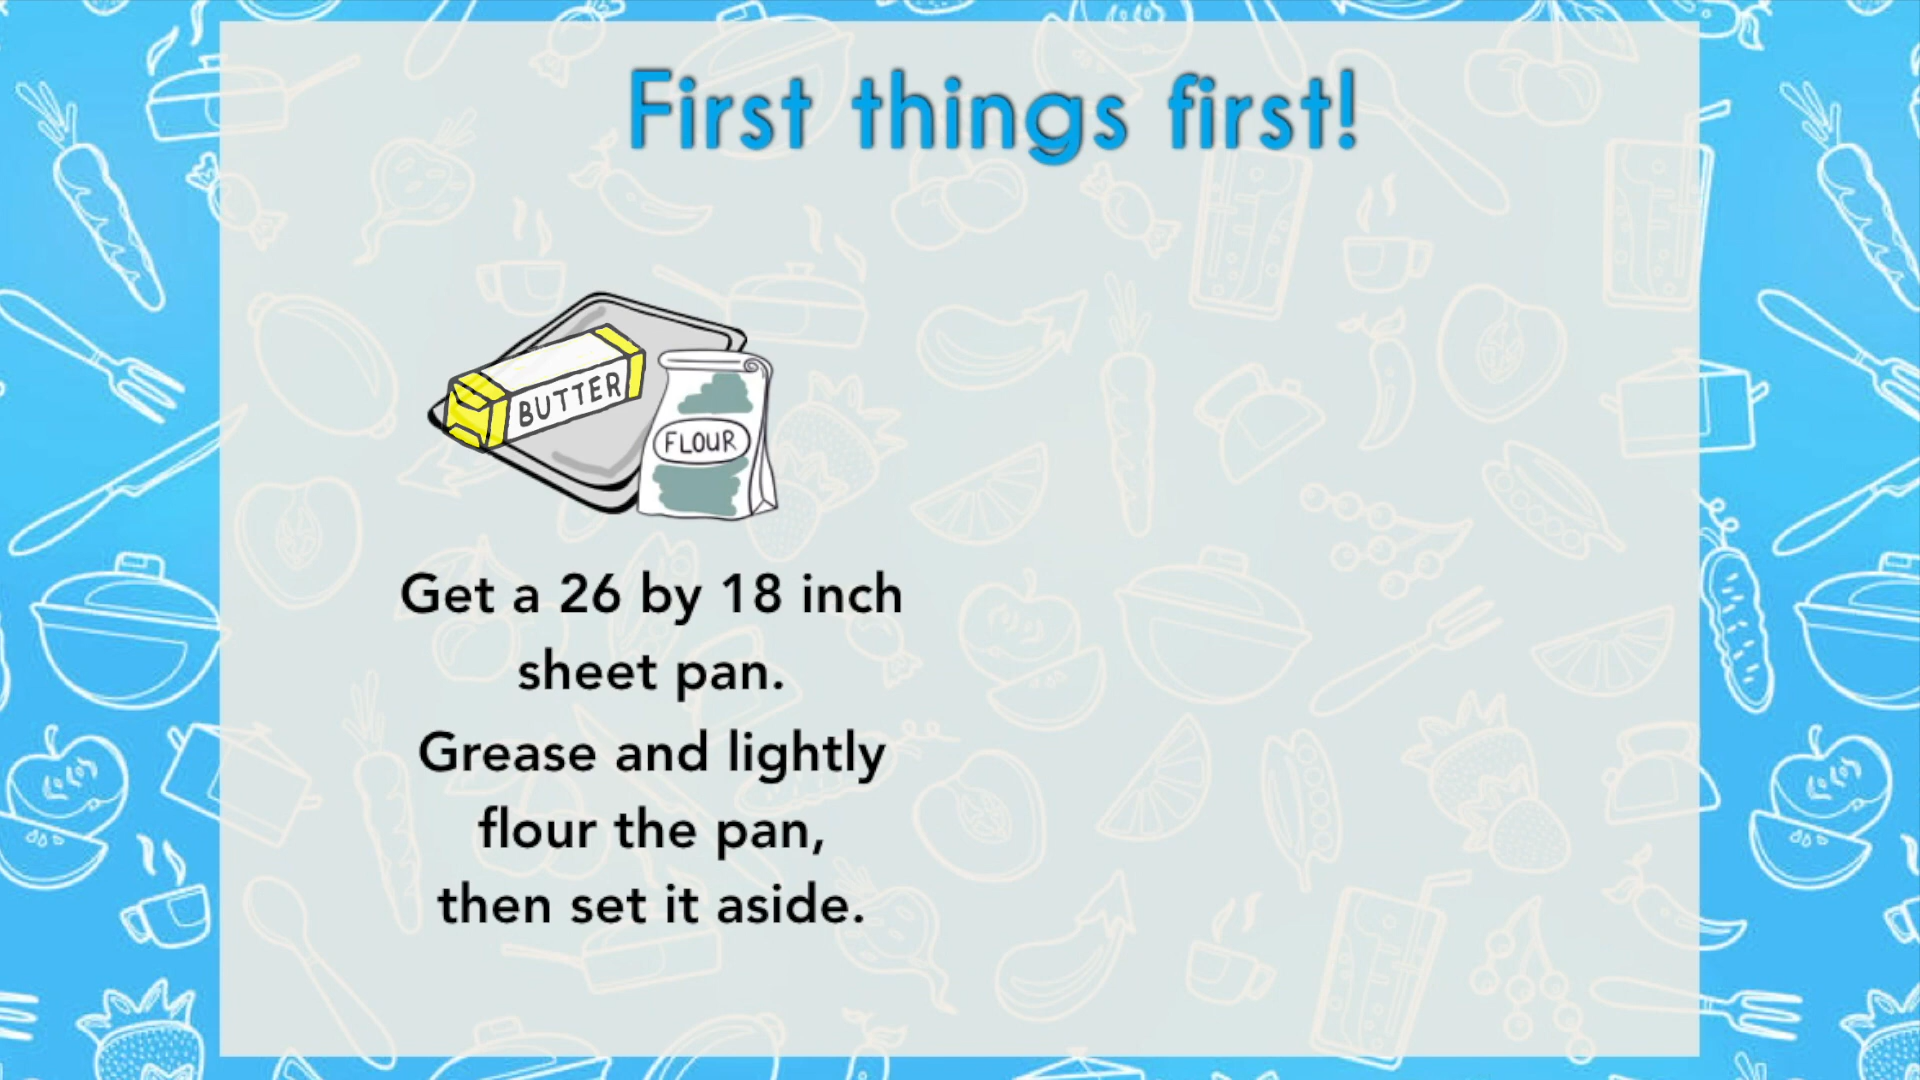 First things first!
BUTTER
FLOUR
Get a 26 by 18 inch
sheet pan.
Grease and lightly
flour the pan,
then set it aside.